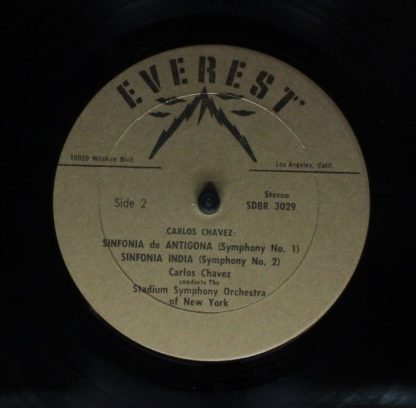 EVEREST
10920 Wilshire Blvd
Los Angeles, Calif.
Side 2
Stereo
SDBR 3029
CARLOS CHAVEZ:
SINFONIA de ANTIGONA (Symphony No. 1)
SINFONIA INDIA (Symphony No. 2)
Carlos Chavez
conducts The
Stadium Symphony Orchestra
of New York